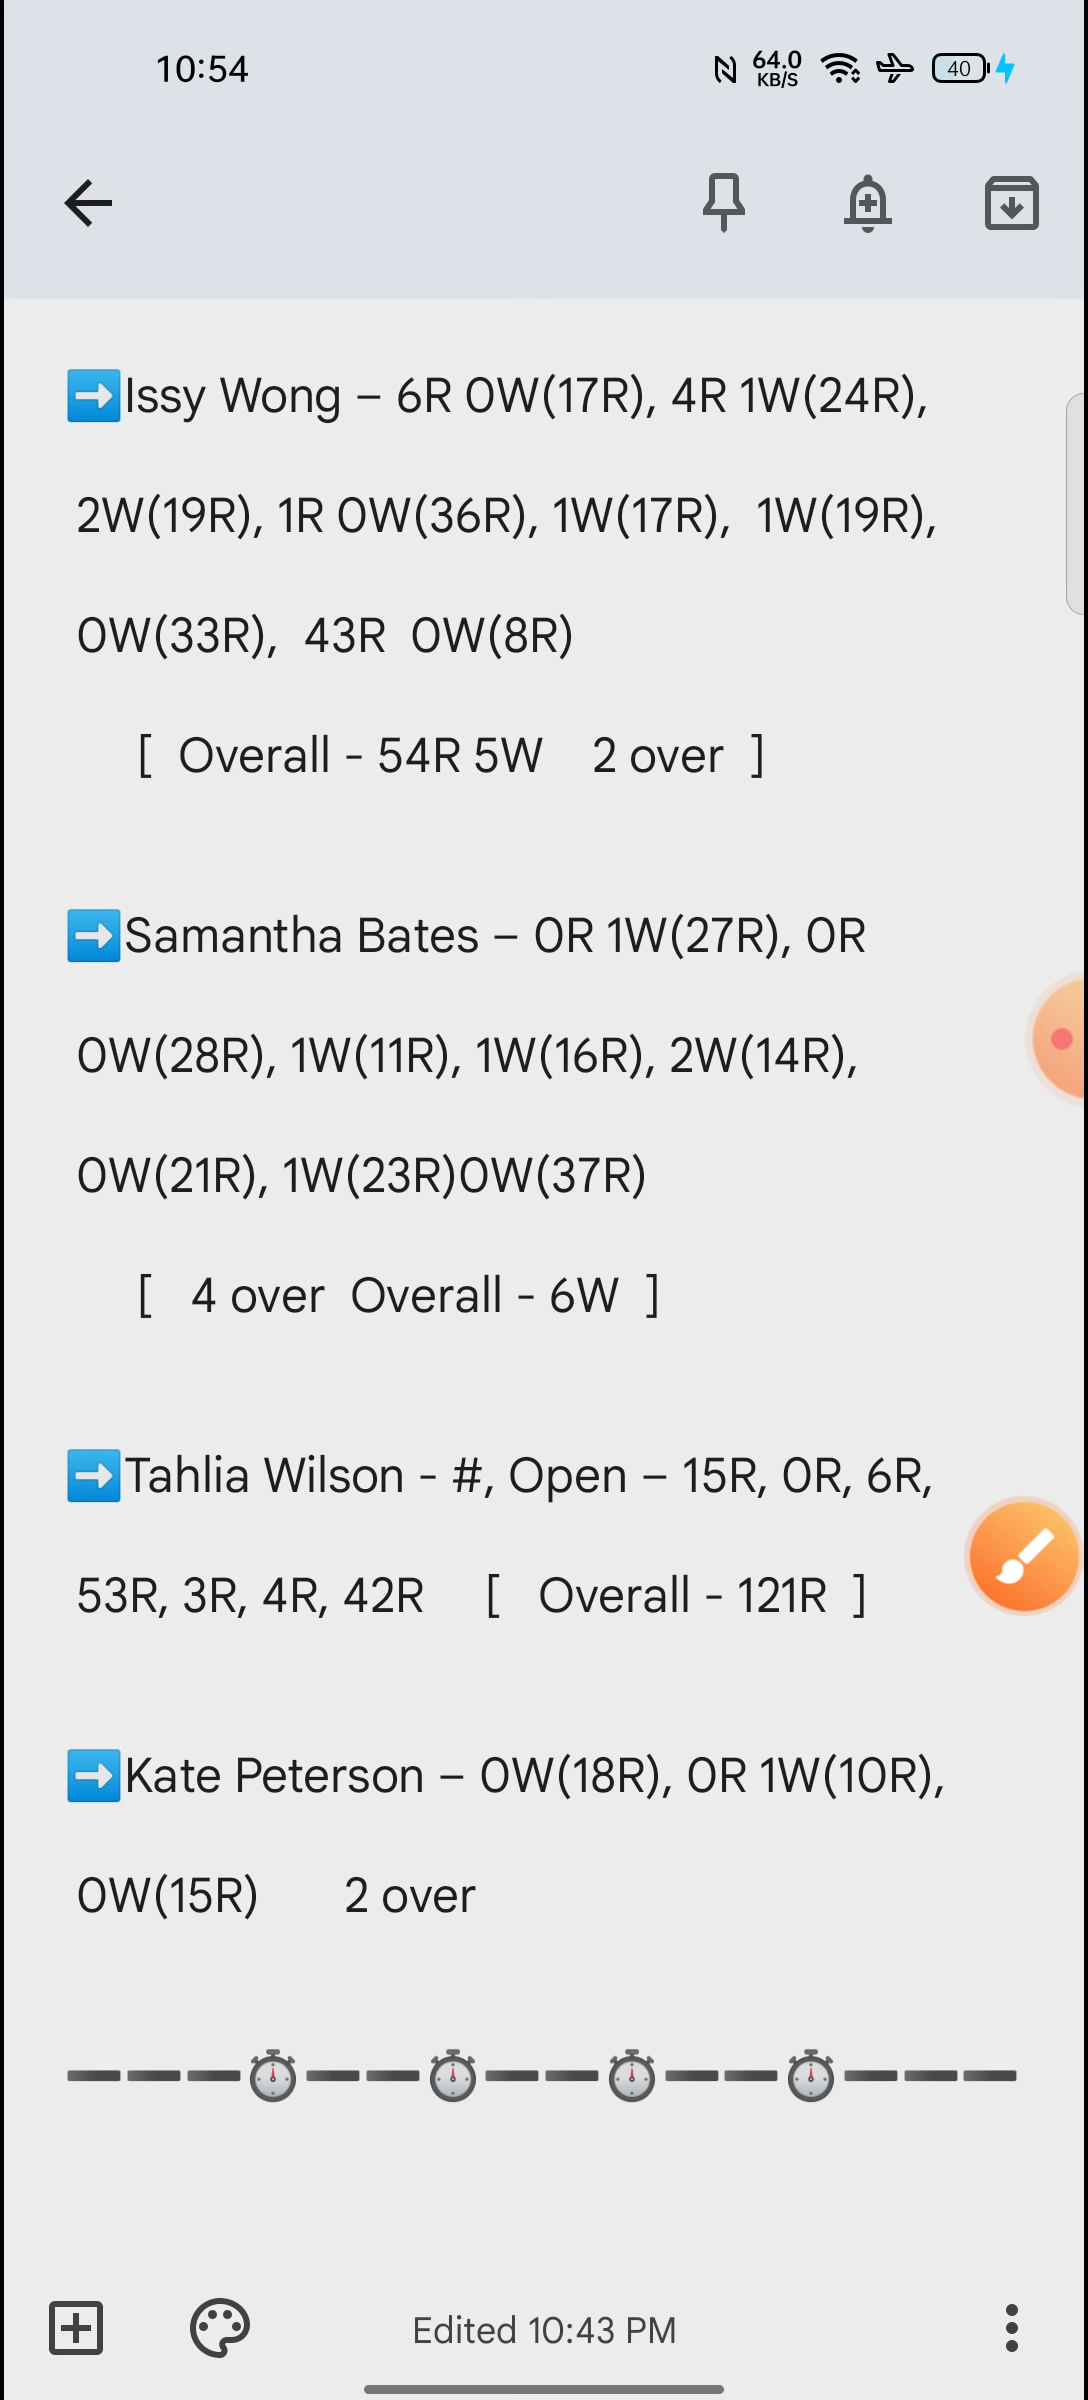 10:54
64.0
KB/S
40
➡️Issy Wong – 6R 0W(17R), 4R 1W(24R),
2W(19R), 1R 0W(36R), 1W(17R), 1W(19R),
0W(33R), 43R 0W(8R)
[ Overall - 54R 5W 2 over ]
➡️Samantha Bates – 0R 1W(27R), 0R
0W(28R), 1W(11R), 1W(16R), 2W(14R),
0W(21R), 1W(23R)0W(37R)
[ 4 over Overall - 6W ]
➡️Tahlia Wilson - #, Open – 15R, 0R, 6R,
53R, 3R, 4R, 42R [ Overall - 121R ]
➡️Kate Peterson – 0W(18R), 0R 1W(10R),
0W(15R) 2 over
Edited 10:43 PM